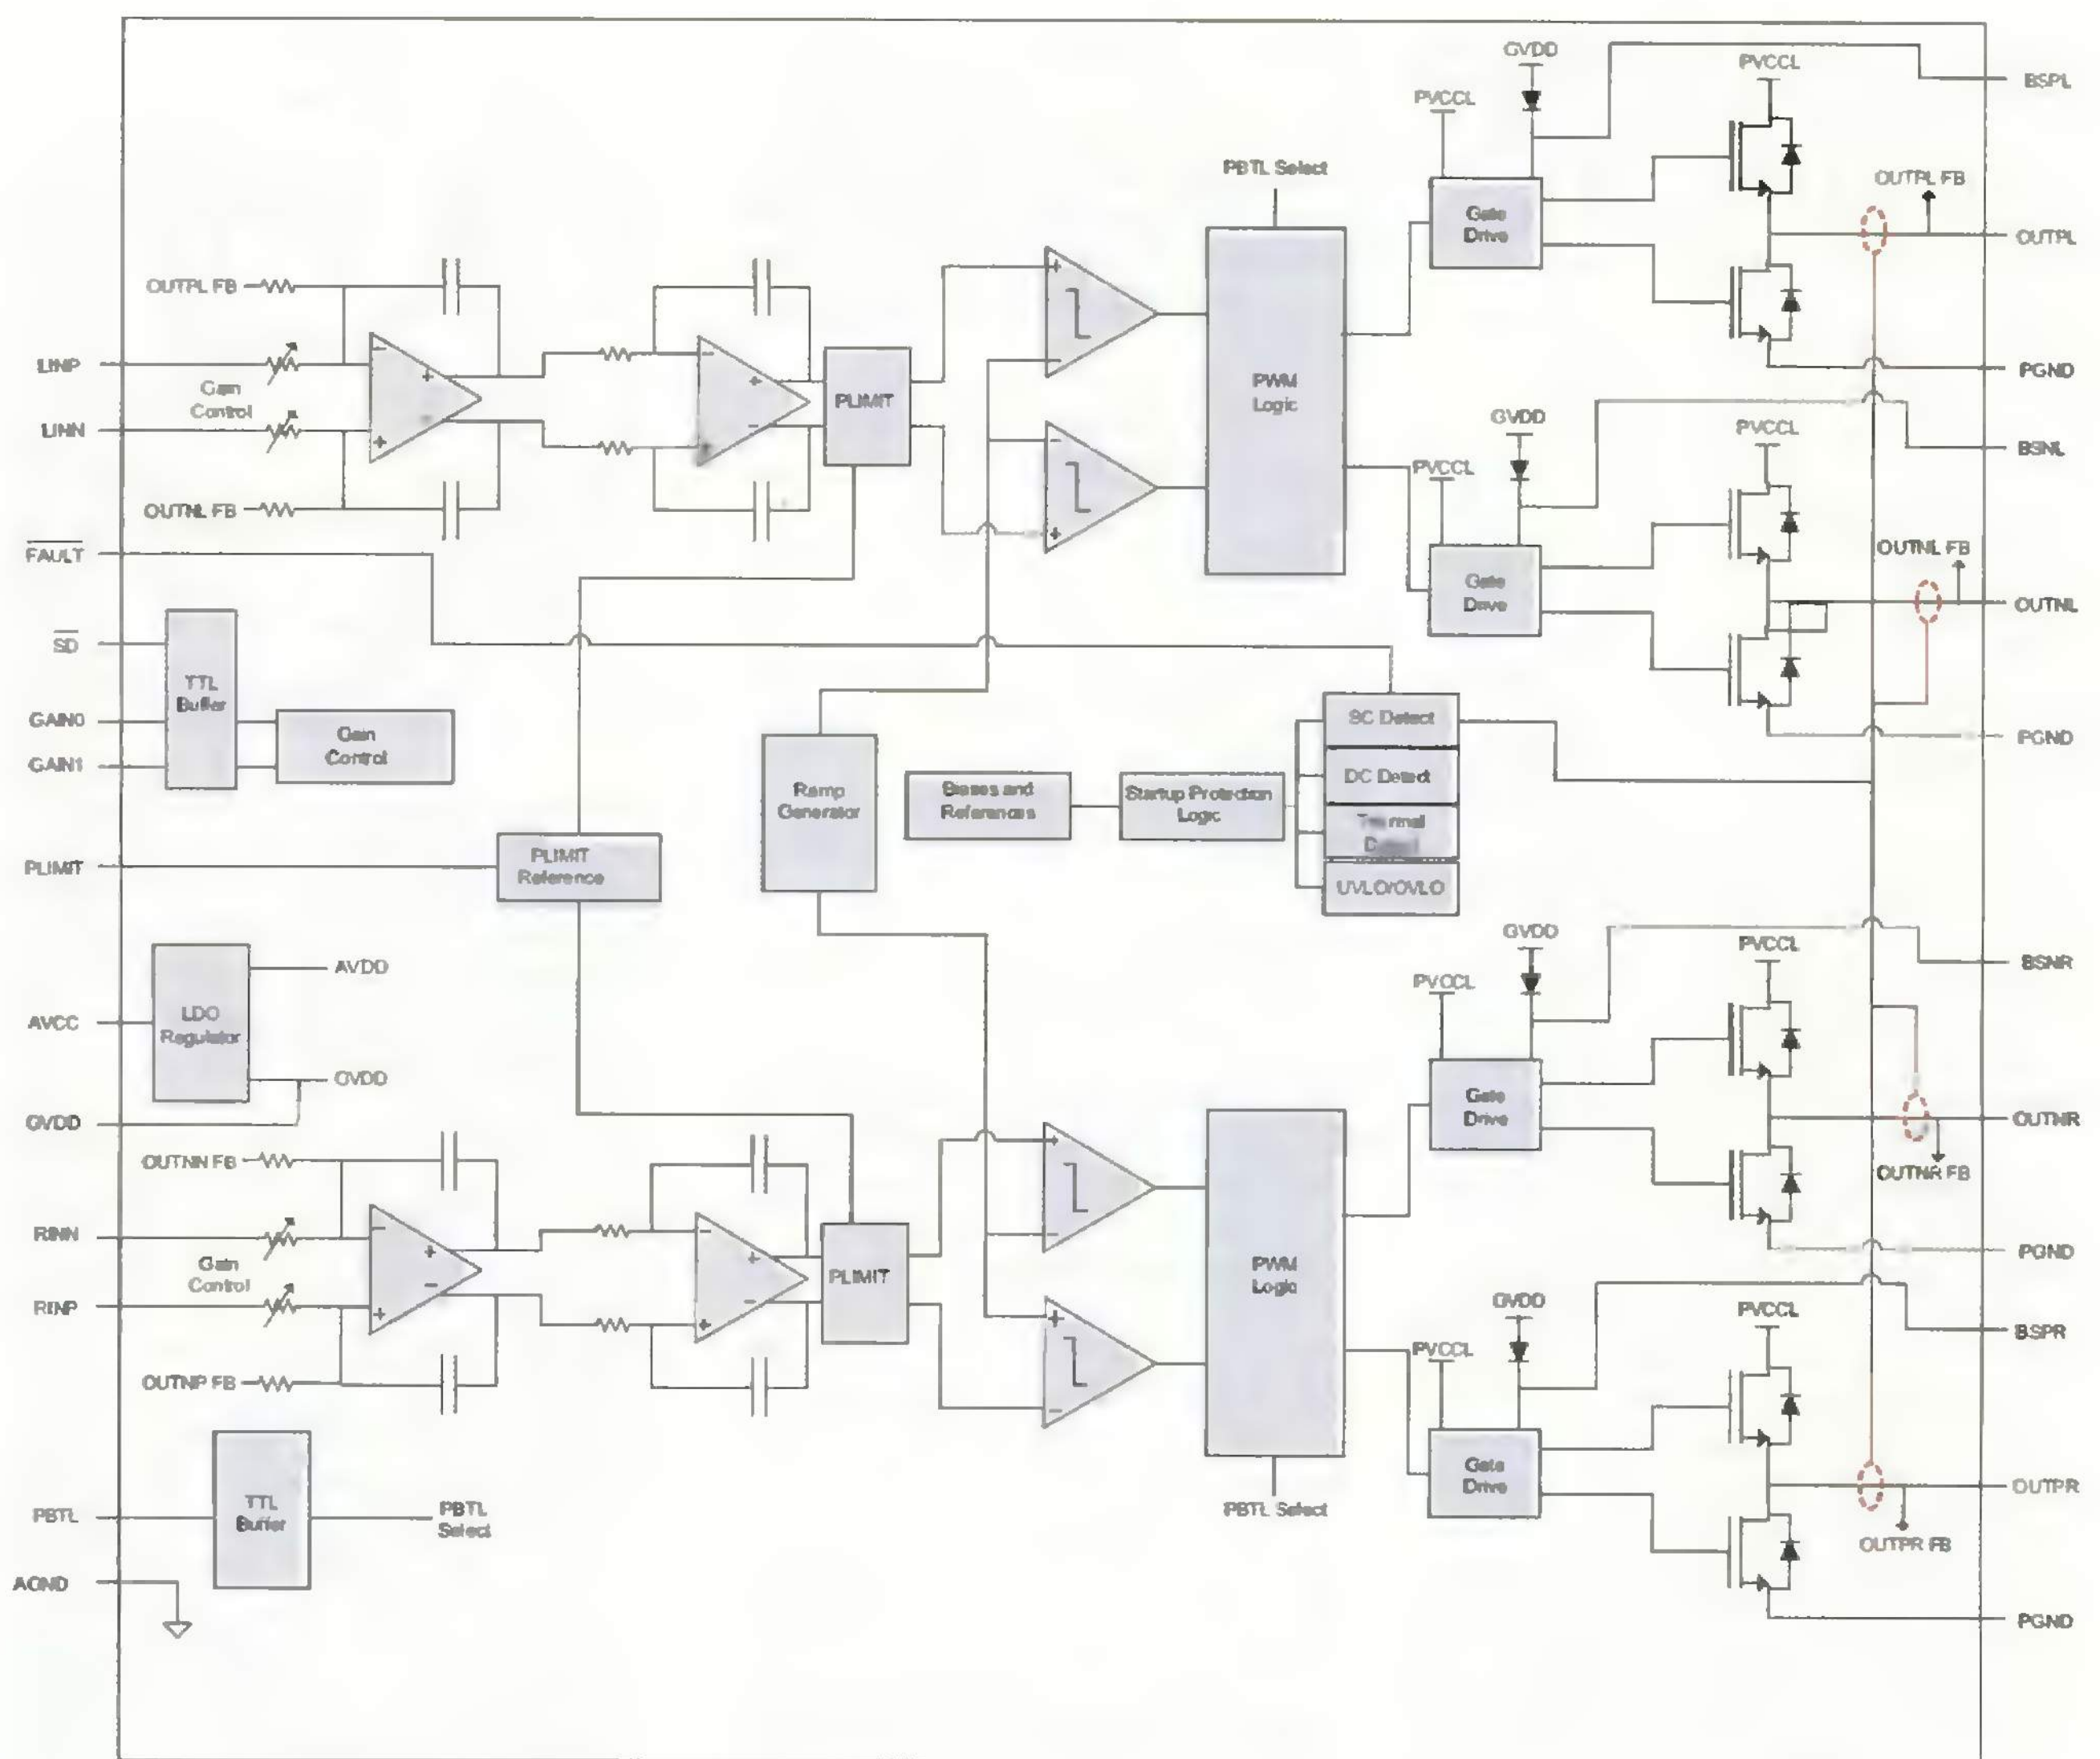 GVDD
PVCCL
BSPL
PVCCL
PBTL Select
OUTPL FB
Gate
Drive
OUTPL
OUTPL FB
LINP
Gain
Control
PLIMIT
PWM
Logic
PGND
LINN
GVDD
PVCCL
BSNL
PVCCL
OUTNL FB
FAULT
OUTNL FB
Gate
Drive
OUTNL
SD
TTL
Buffer
GAIN0
Gain
Control
GAIN1
SC Detect
PGND
DC Detect
Ramp
Generator
Biases and
References
Startup Protection
Logic
Thermal
UVLO/OVLO
PLIMIT
PLIMIT
Reference
GVDD
PVCCL
BSNR
AVDD
PVCCL
AVCC
LDO
Regulator
GVDD
GVDD
Gate
Drive
OUTNR
OUTNR FB
OUTNN FB
RINN
Gain
Control
PLIMIT
PWM
Logic
PGND
RINP
GVDD
PVCCL
BSPR
PVCCL
OUTNP FB
Gate
Drive
OUTPR
PBTL
TTL
Buffer
PBTL
Select
PBTL Select
OUTPR FB
AGND
PGND